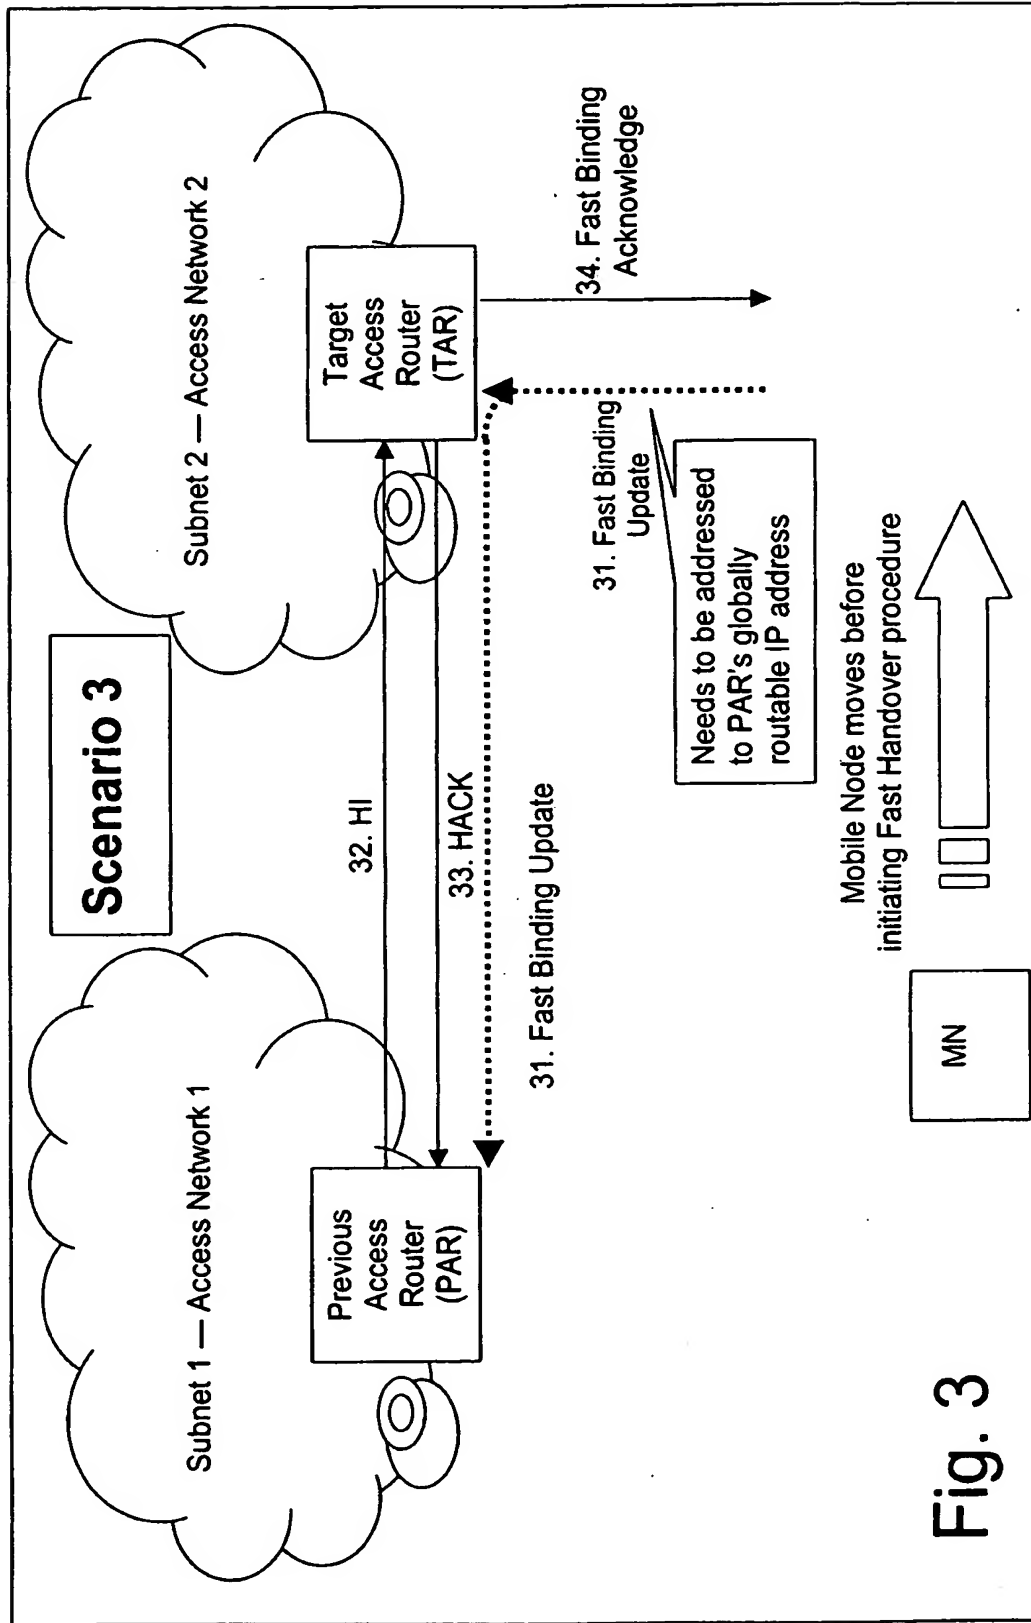 Scenario 3
Subnet 1 — Access Network 1
Subnet 2 — Access Network 2
Previous
Access
Router
(PAR)
Target
Access
Router
(TAR)
32. HI
33. HACK
31. Fast Binding Update
31. Fast Binding
Update
34. Fast Binding
Acknowledge
Needs to be addressed
to PAR's globally
routable IP address
Mobile Node moves before
initiating Fast Handover procedure
MN
Fig. 3